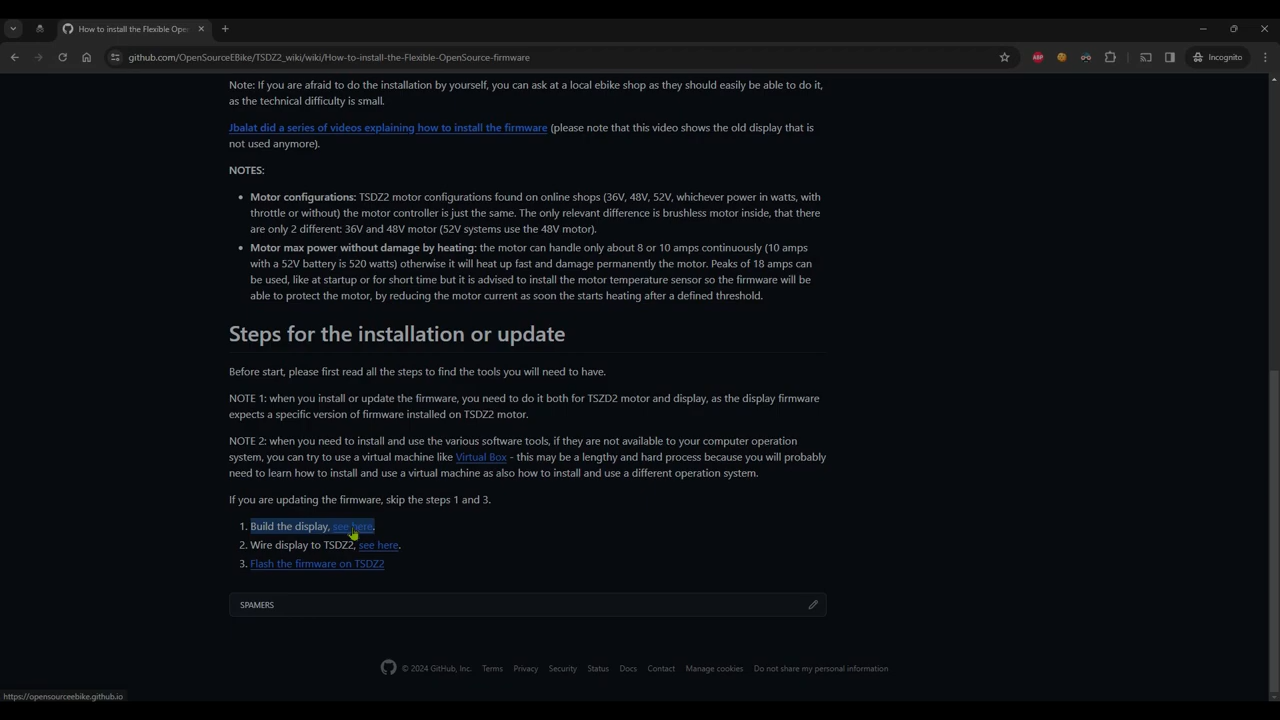 How to install the Flexible Ope
github.com/OpenSourceEBike/TSDZ2_wiki/wiki/How-to-install-the-Flexible-OpenSource-firmware
ABP
Incognito
Note: If you are afraid to do the installation by yourself, you can ask at a local ebike shop as they should easily be able to do it,
as the technical difficulty is small.
Jbalat did a series of videos explaining how to install the firmware (please note that this video shows the old display that is
not used anymore).
NOTES:
• Motor configurations: TSDZ2 motor configurations found on online shops (36V, 48V, 52V, whichever power in watts, with
throttle or without) the motor controller is just the same. The only relevant difference is brushless motor inside, that there
are only 2 different: 36V and 48V motor (52V systems use the 48V motor).
• Motor max power without damage by heating: the motor can handle only about 8 or 10 amps continuously (10 amps
with a 52V battery is 520 watts) otherwise it will heat up fast and damage permanently the motor. Peaks of 18 amps can
be used, like at startup or for short time but it is advised to install the motor temperature sensor so the firmware will be
able to protect the motor, by reducing the motor current as soon the starts heating after a defined threshold.
Steps for the installation or update
Before start, please first read all the steps to find the tools you will need to have.
NOTE 1: when you install or update the firmware, you need to do it both for TSZD2 motor and display, as the display firmware
expects a specific version of firmware installed on TSDZ2 motor.
NOTE 2: when you need to install and use the various software tools, if they are not available to your computer operation
system, you can try to use a virtual machine like Virtual Box - this may be a lengthy and hard process because you will probably
need to learn how to install and use a virtual machine as also how to install and use a different operation system.
If you are updating the firmware, skip the steps 1 and 3.
1. Build the display, see here.
2. Wire display to TSDZ2, see here.
3. Flash the firmware on TSDZ2
SPAMERS
© 2024 GitHub, Inc. Terms Privacy Security Status Docs Contact Manage cookies Do not share my personal information
https://opensourceebike.github.io